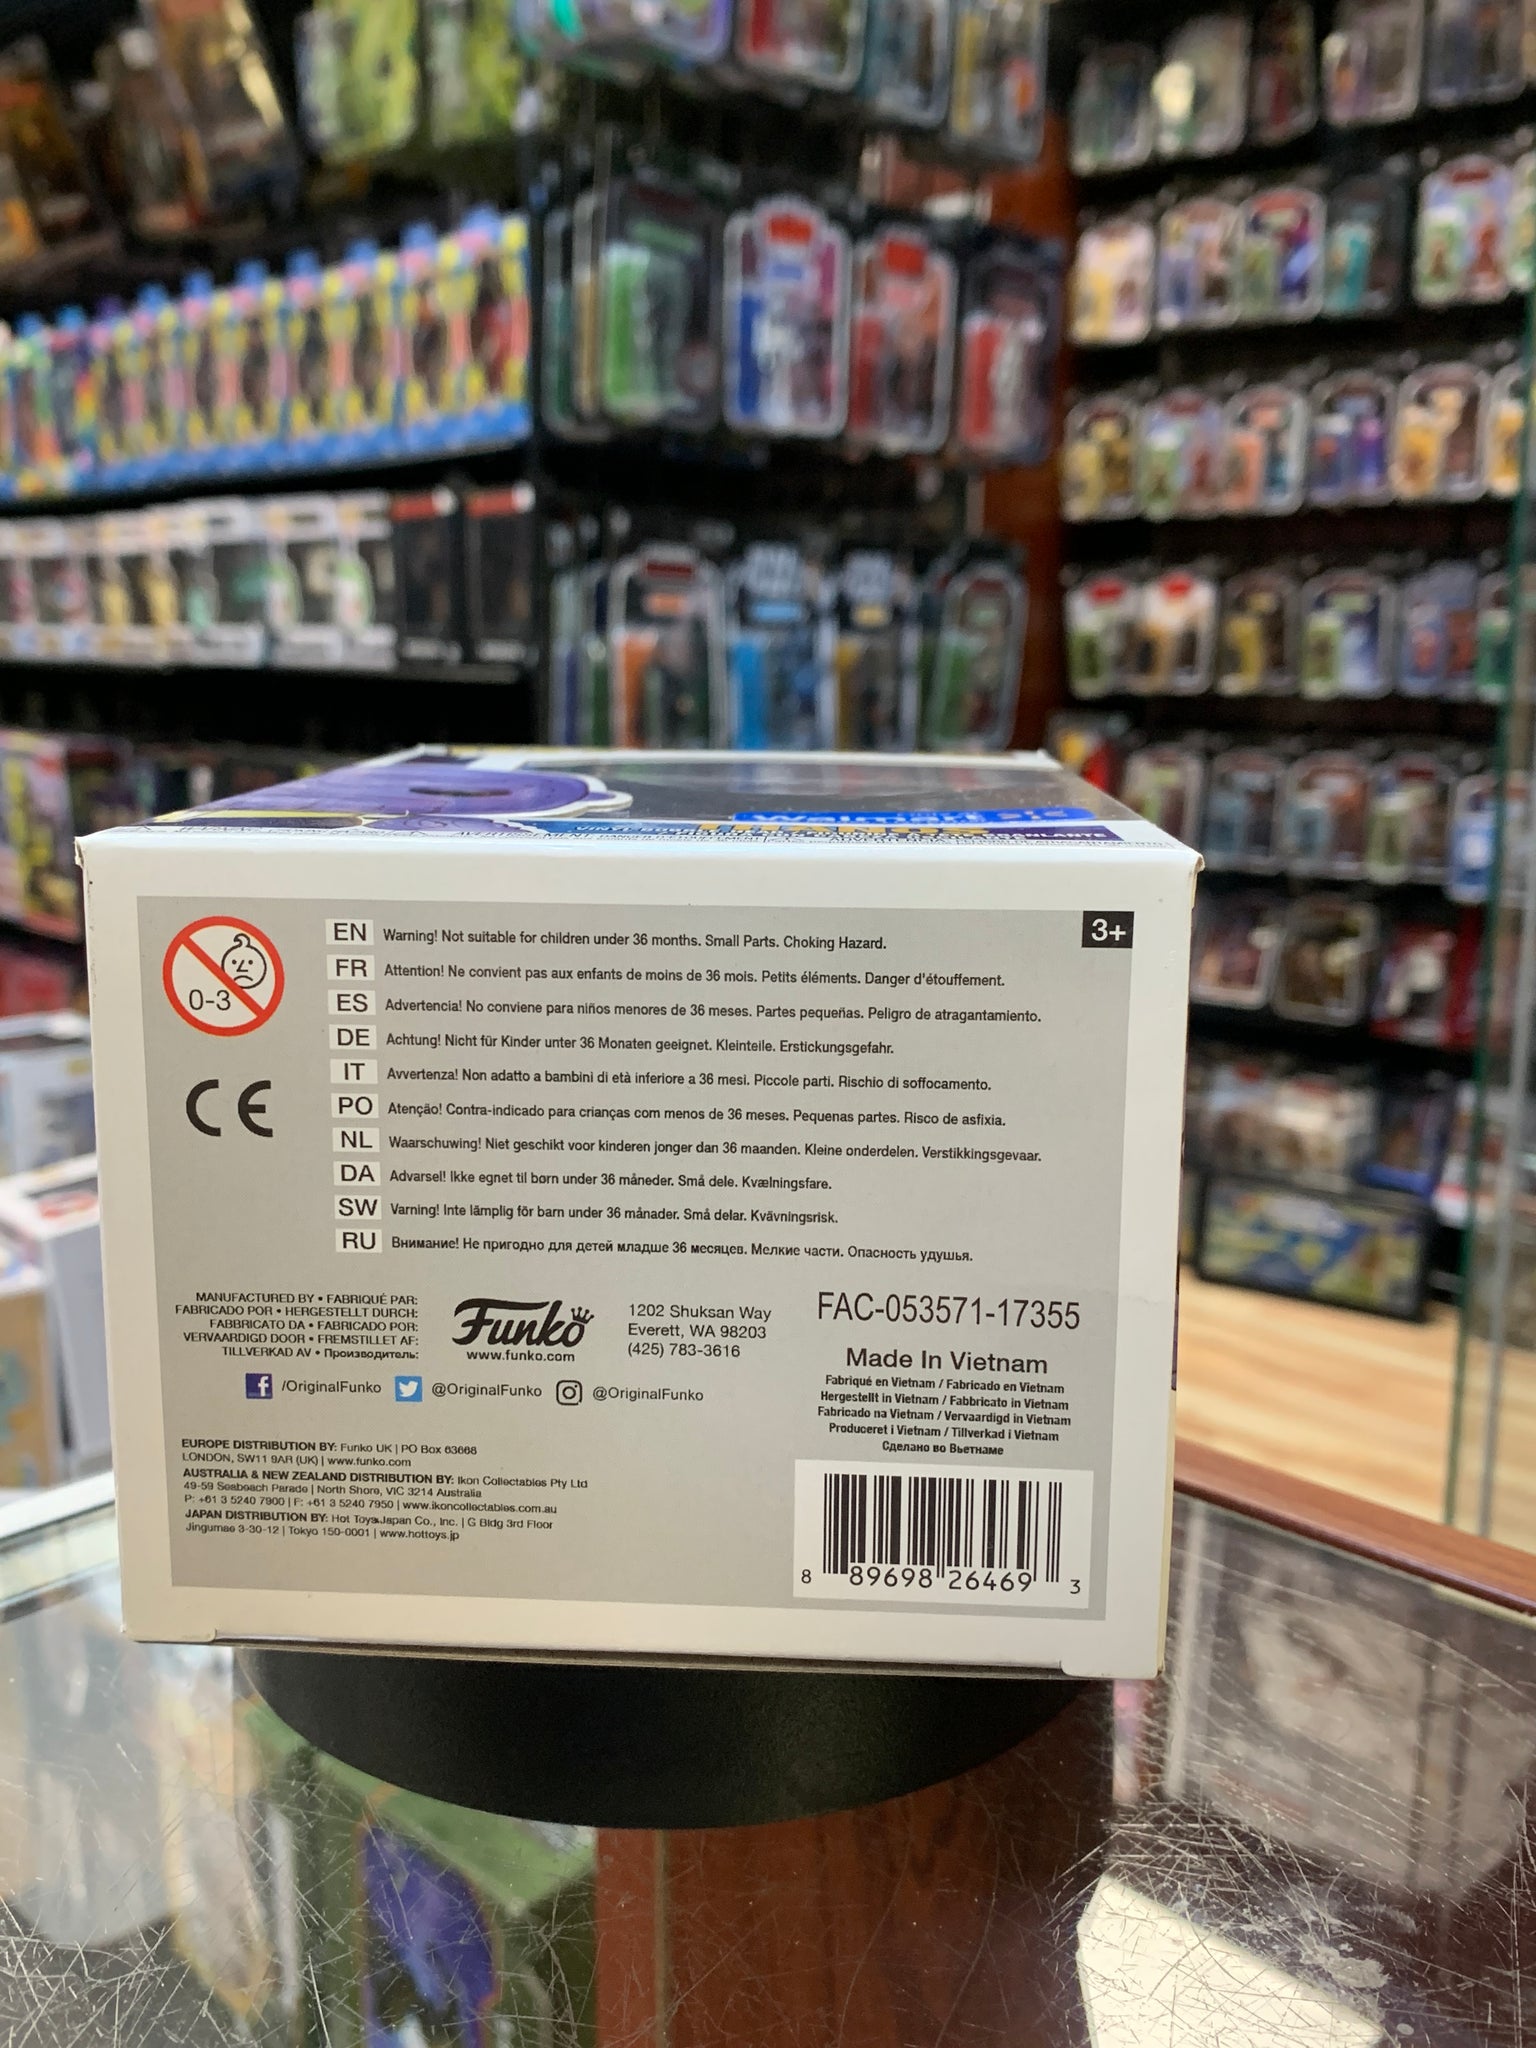 Walmart
THANOS
3+
0-3
EN Warning! Not suitable for children under 36 months. Small Parts. Choking Hazard.
FR Attention! Ne convient pas aux enfants de moins de 36 mois. Petits éléments. Danger d'étouffement.
ES Advertencia! No conviene para niños menores de 36 meses. Partes pequeñas. Peligro de atragantamiento.
DE Achtung! Nicht für Kinder unter 36 Monaten geeignet. Kleinteile. Erstickungsgefahr.
IT Avvertenza! Non adatto a bambini di età inferiore a 36 mesi. Piccole parti. Rischio di soffocamento.
PO Atenção! Contra-indicado para crianças com menos de 36 meses. Pequenas partes. Risco de asfixia.
NL Waarschuwing! Niet geschikt voor kinderen jonger dan 36 maanden. Kleine onderdelen. Verstikkingsgevaar.
DA Advarsel! Ikke egnet til børn under 36 måneder. Små dele. Kvælningsfare.
SW Varning! Inte lämplig för barn under 36 månader. Små delar. Kvävningsrisk.
RU Внимание! Не пригодно для детей младше 36 месяцев. Мелкие части. Опасность удушья.
CE
MANUFACTURED BY • FABRIQUÉ PAR:
FABRICADO POR • HERGESTELLT DURCH:
FABBRICATO DA • FABRICADO POR:
VERVAARDIGD DOOR • FREMSTILLET AF:
TILLVERKAD AV • Производитель:
Funko
www.funko.com
1202 Shuksan Way
Everett, WA 98203
(425) 783-3616
/OriginalFunko @OriginalFunko @OriginalFunko
FAC-053571-17355
Made In Vietnam
Fabriqué en Vietnam / Fabricado en Vietnam
Hergestellt in Vietnam / Fabbricato in Vietnam
Fabricado na Vietnam / Vervaardigd in Vietnam
Produceret i Vietnam / Tillverkad i Vietnam
Сделано во Вьетнаме
EUROPE DISTRIBUTION BY: Funko UK | PO Box 63668
LONDON, SW11 9AR (UK) | www.funko.com
AUSTRALIA & NEW ZEALAND DISTRIBUTION BY: Ikon Collectables Pty Ltd
49-59 Seabeach Parade | North Shore, VIC 3214 Australia
P: +61 3 5240 7900 | F: +61 3 5240 7950 | www.ikoncollectables.com.au
JAPAN DISTRIBUTION BY: Hot Toys Japan Co., Inc. | G Bldg 3rd Floor
Jingumae 3-30-12 | Tokyo 150-0001 | www.hottoys.jp
8 89698 26469 3